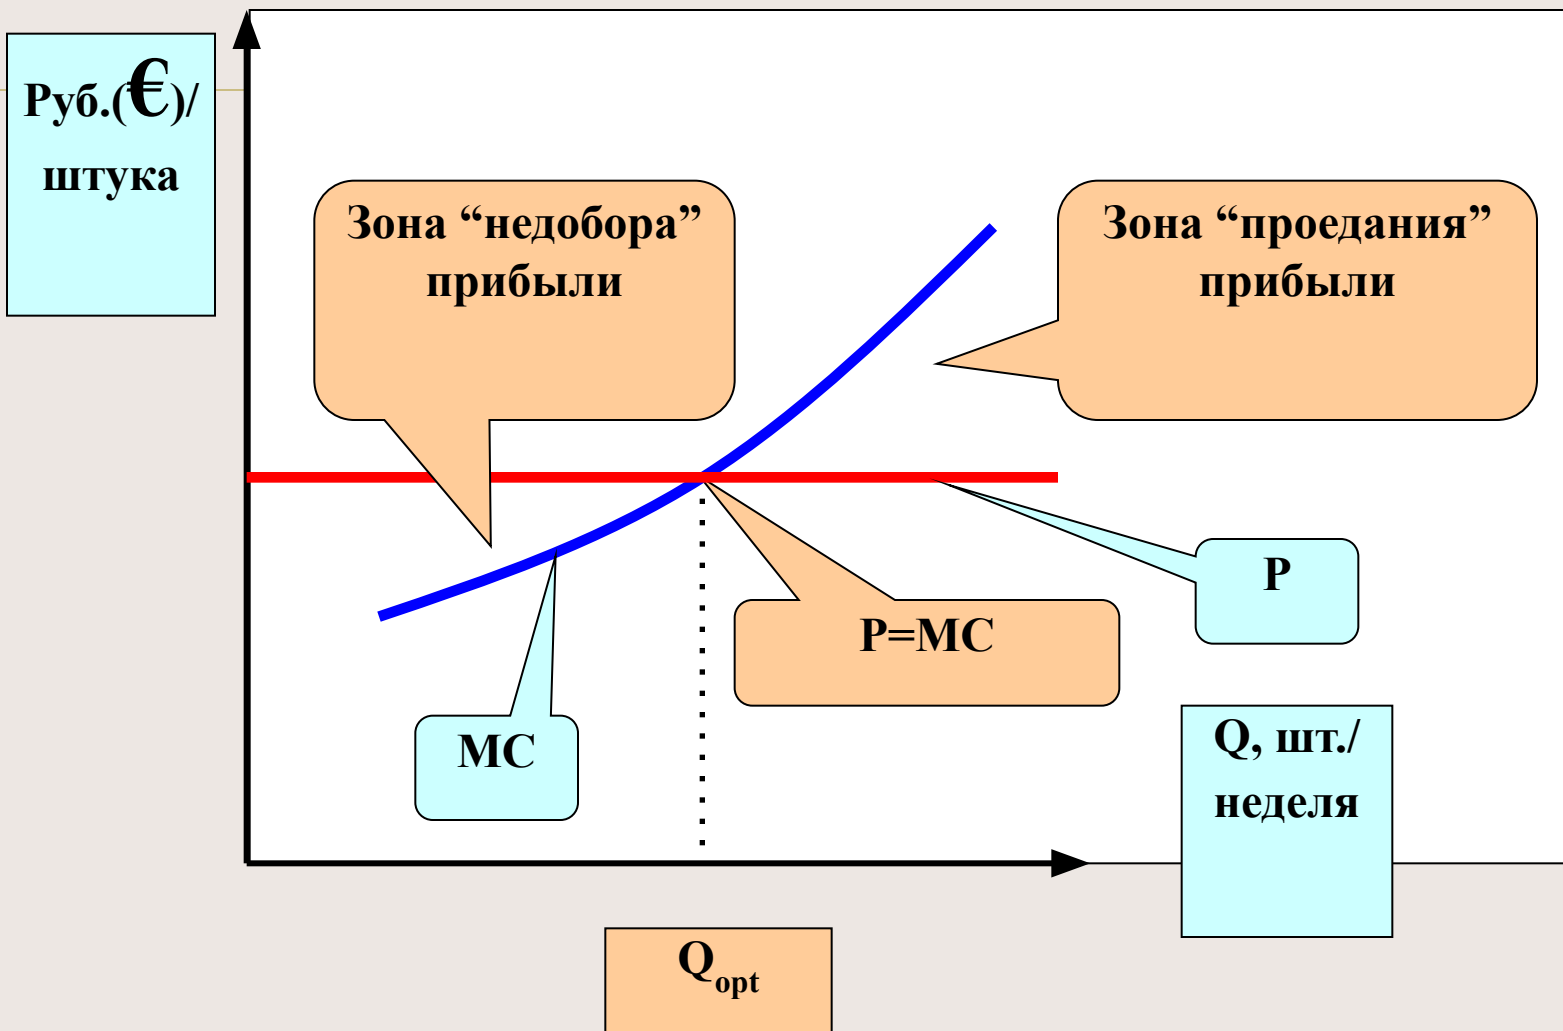 Руб.(€)/
штука
Зона “недобора”
прибыли
Зона “проедания”
прибыли
P
P=MC
MC
Q, шт./
неделя
Qopt